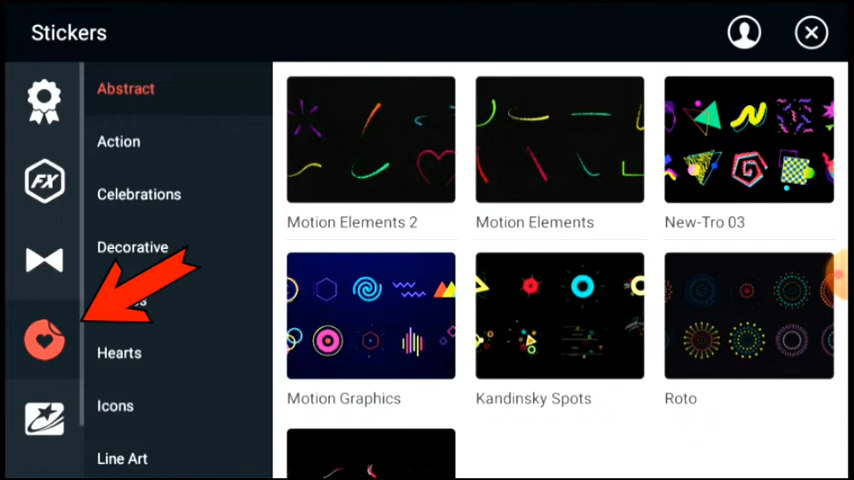 Stickers
FX
Abstract
Action
Celebrations
Decorative
Hearts
Icons
Line Art
Motion Elements 2
Motion Elements
New-Tro 03
Motion Graphics
Kandinsky Spots
Roto